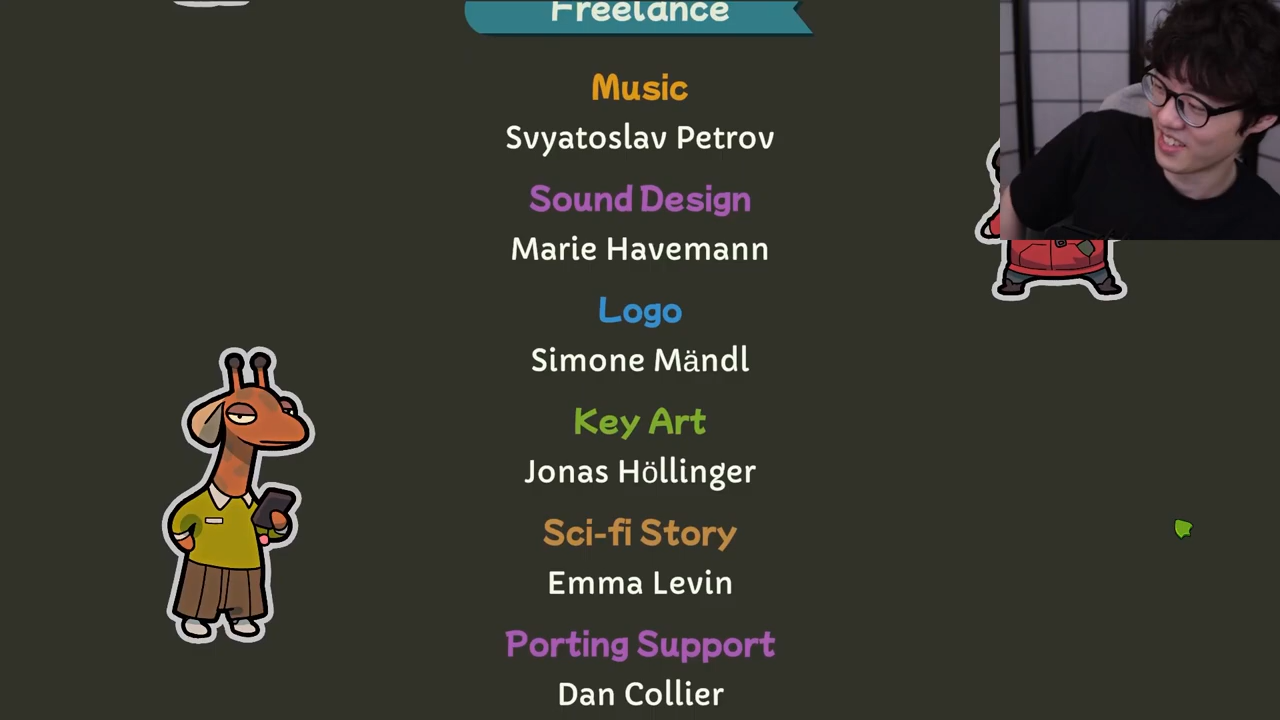 Freelance
Music
Svyatoslav Petrov
Sound Design
Marie Havemann
Logo
Simone Mändl
Key Art
Jonas Höllinger
Sci-fi Story
Emma Levin
Porting Support
Dan Collier